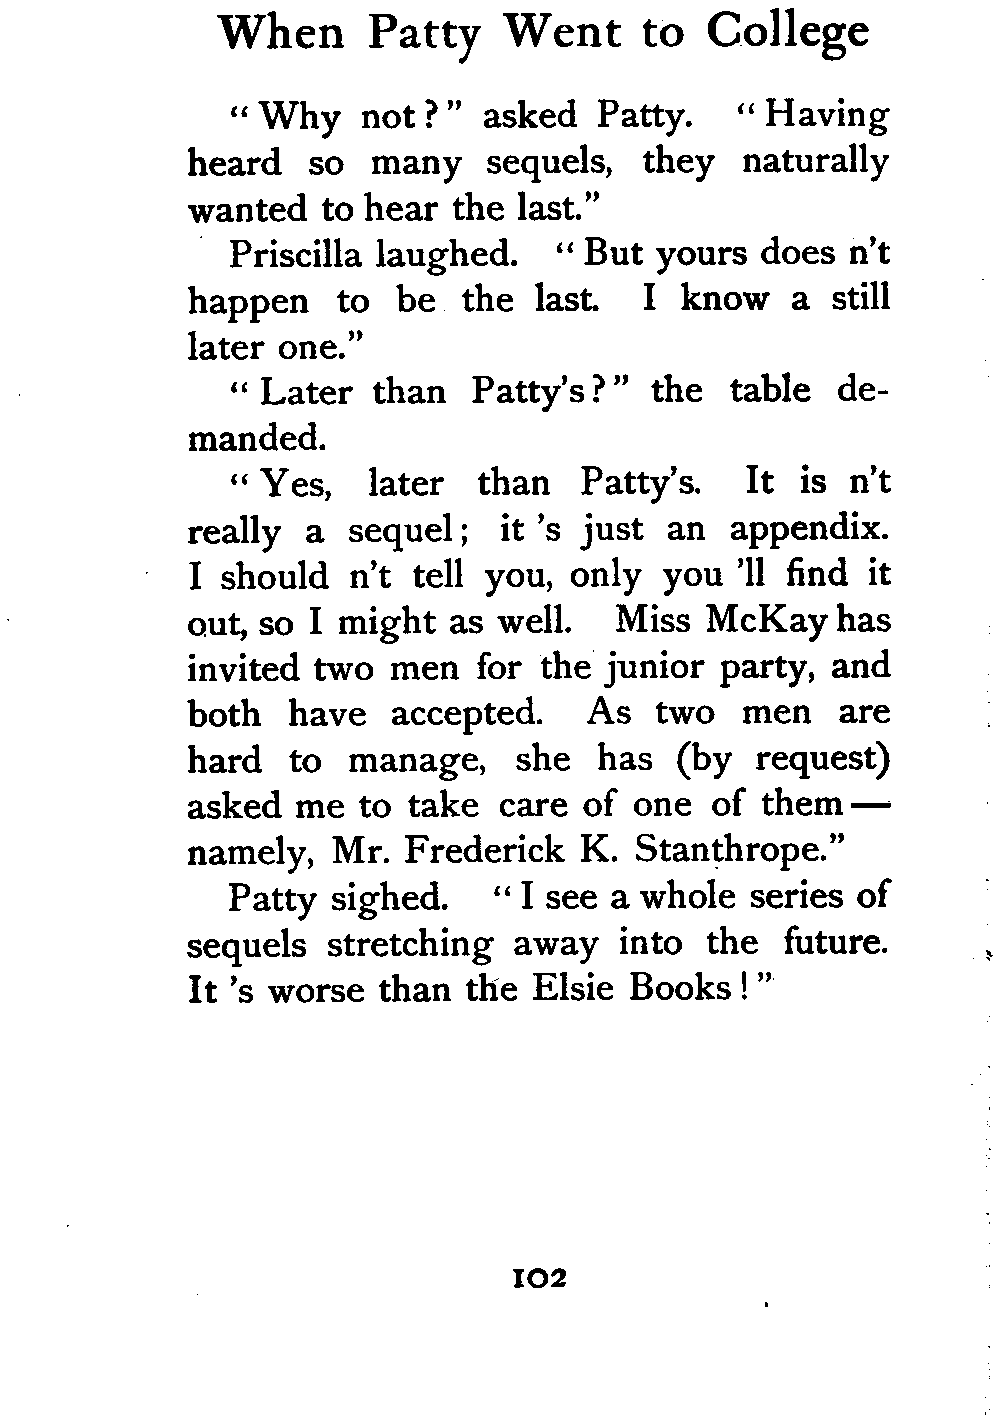 When Patty Went to College
" Why not ? " asked Patty. " Having
heard so many sequels, they naturally
wanted to hear the last."
Priscilla laughed. " But yours does n't
happen to be the last. I know a still
later one."
" Later than Patty's ? " the table de-
manded.
" Yes, later than Patty's. It is n't
really a sequel ; it 's just an appendix.
I should n't tell you, only you 'll find it
out, so I might as well. Miss McKay has
invited two men for the junior party, and
both have accepted. As two men are
hard to manage, she has (by request)
asked me to take care of one of them —
namely, Mr. Frederick K. Stanthrope."
Patty sighed. " I see a whole series of
sequels stretching away into the future.
It 's worse than the Elsie Books ! "
102